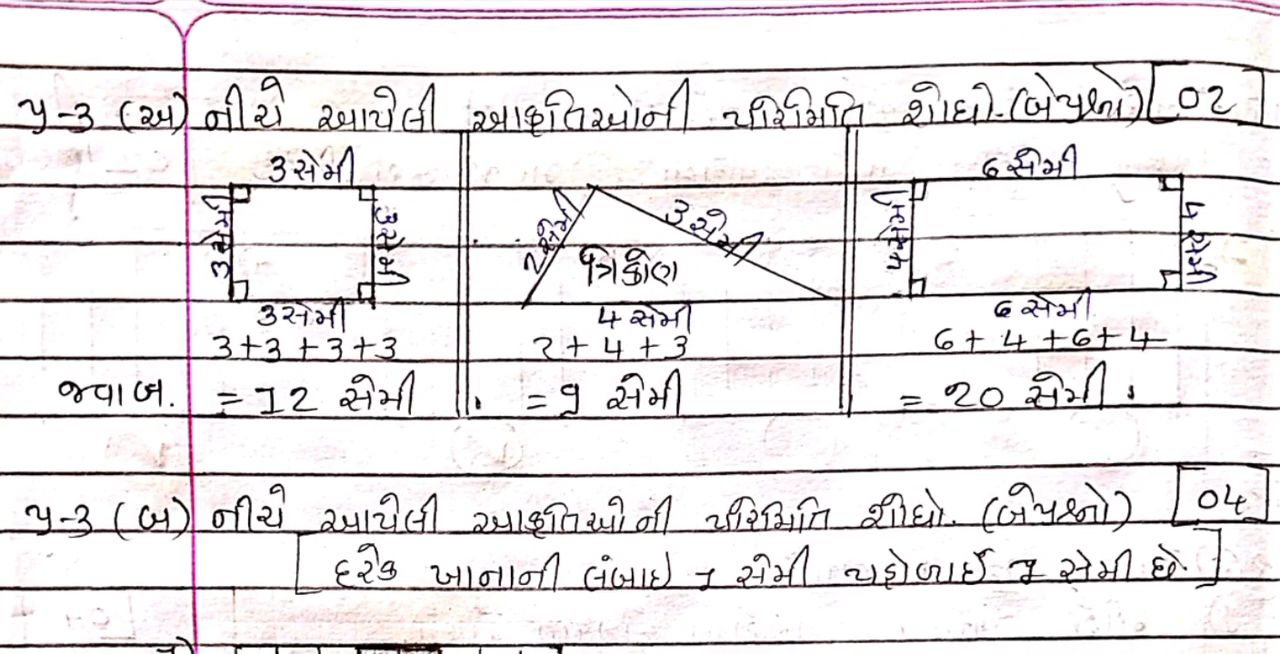 પ્ર-3 (અ) નીચે આપેલી આકૃતિઓની પરિમિતિ શોધો. (બે પ્રશ્નો) 02
3 સેમી 6 સેમી
3 સેમી 3 સેમી 2 સેમી 3 સેમી 4 સેમી 4 સેમી
ત્રિકોણ
3 સેમી 4 સેમી 6 સેમી
3+3+3+3 2+4+3 6+4+6+4
જવાબ. = 12 સેમી = 9 સેમી = 20 સેમી.
પ્ર-3 (બ) નીચે આપેલી આકૃતિઓની પરિમિતિ શોધો. (બે પ્રશ્નો) 04
[દરેક ખાનાની લંબાઇ 1 સેમી પહોળાઈ 1 સેમી છે.]